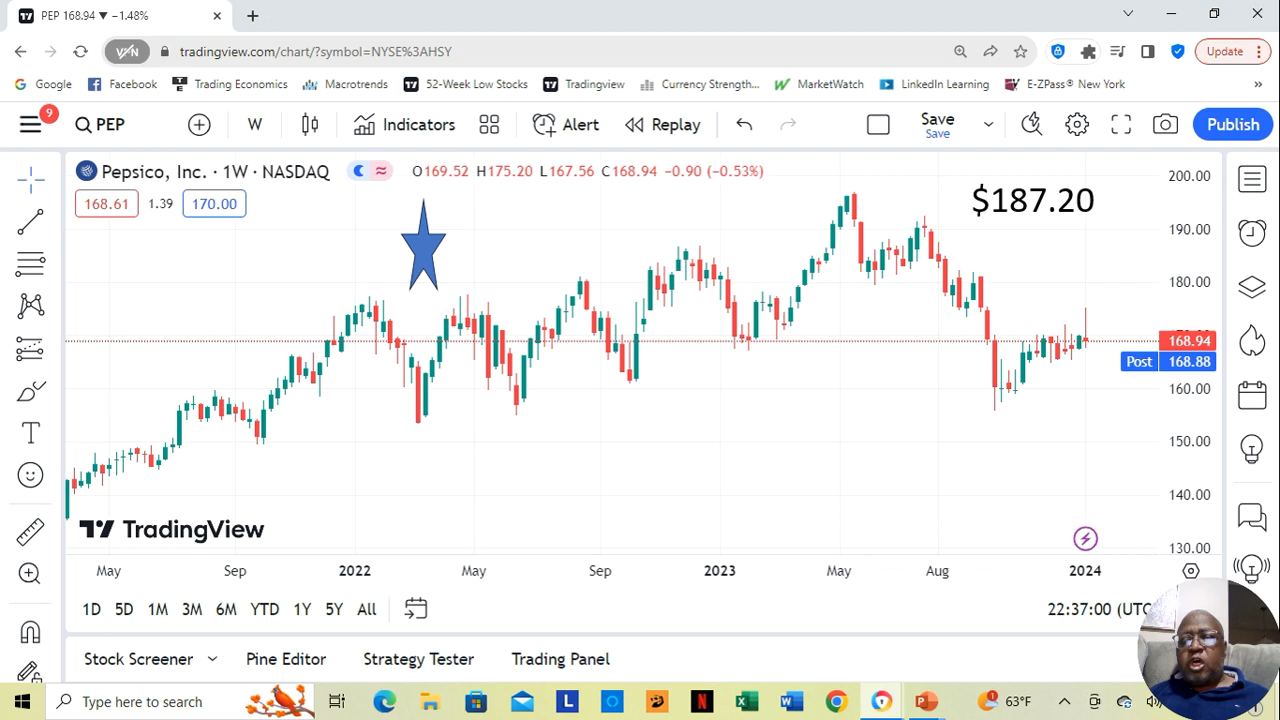 PEP 168.94 ▼ −1.48%
tradingview.com/chart/?symbol=NYSE%3AHSY
Update
Google Facebook Trading Economics Macrotrends 52-Week Low Stocks Tradingview Currency Strength... MarketWatch LinkedIn Learning E-ZPass® New York »
9
PEP W Indicators Alert Replay Save Publish
Save
Pepsico, Inc. · 1W · NASDAQ O169.52 H175.20 L167.56 C168.94 −0.90 (−0.53%)
168.61 1.39 170.00
$187.20
200.00
190.00
180.00
168.94
Post 168.88
160.00
150.00
140.00
130.00
TradingView
May Sep 2022 May Sep 2023 May Aug 2024
1D 5D 1M 3M 6M YTD 1Y 5Y All
22:37:00 (UTC
Stock Screener Pine Editor Strategy Tester Trading Panel
Type here to search
1 63°F